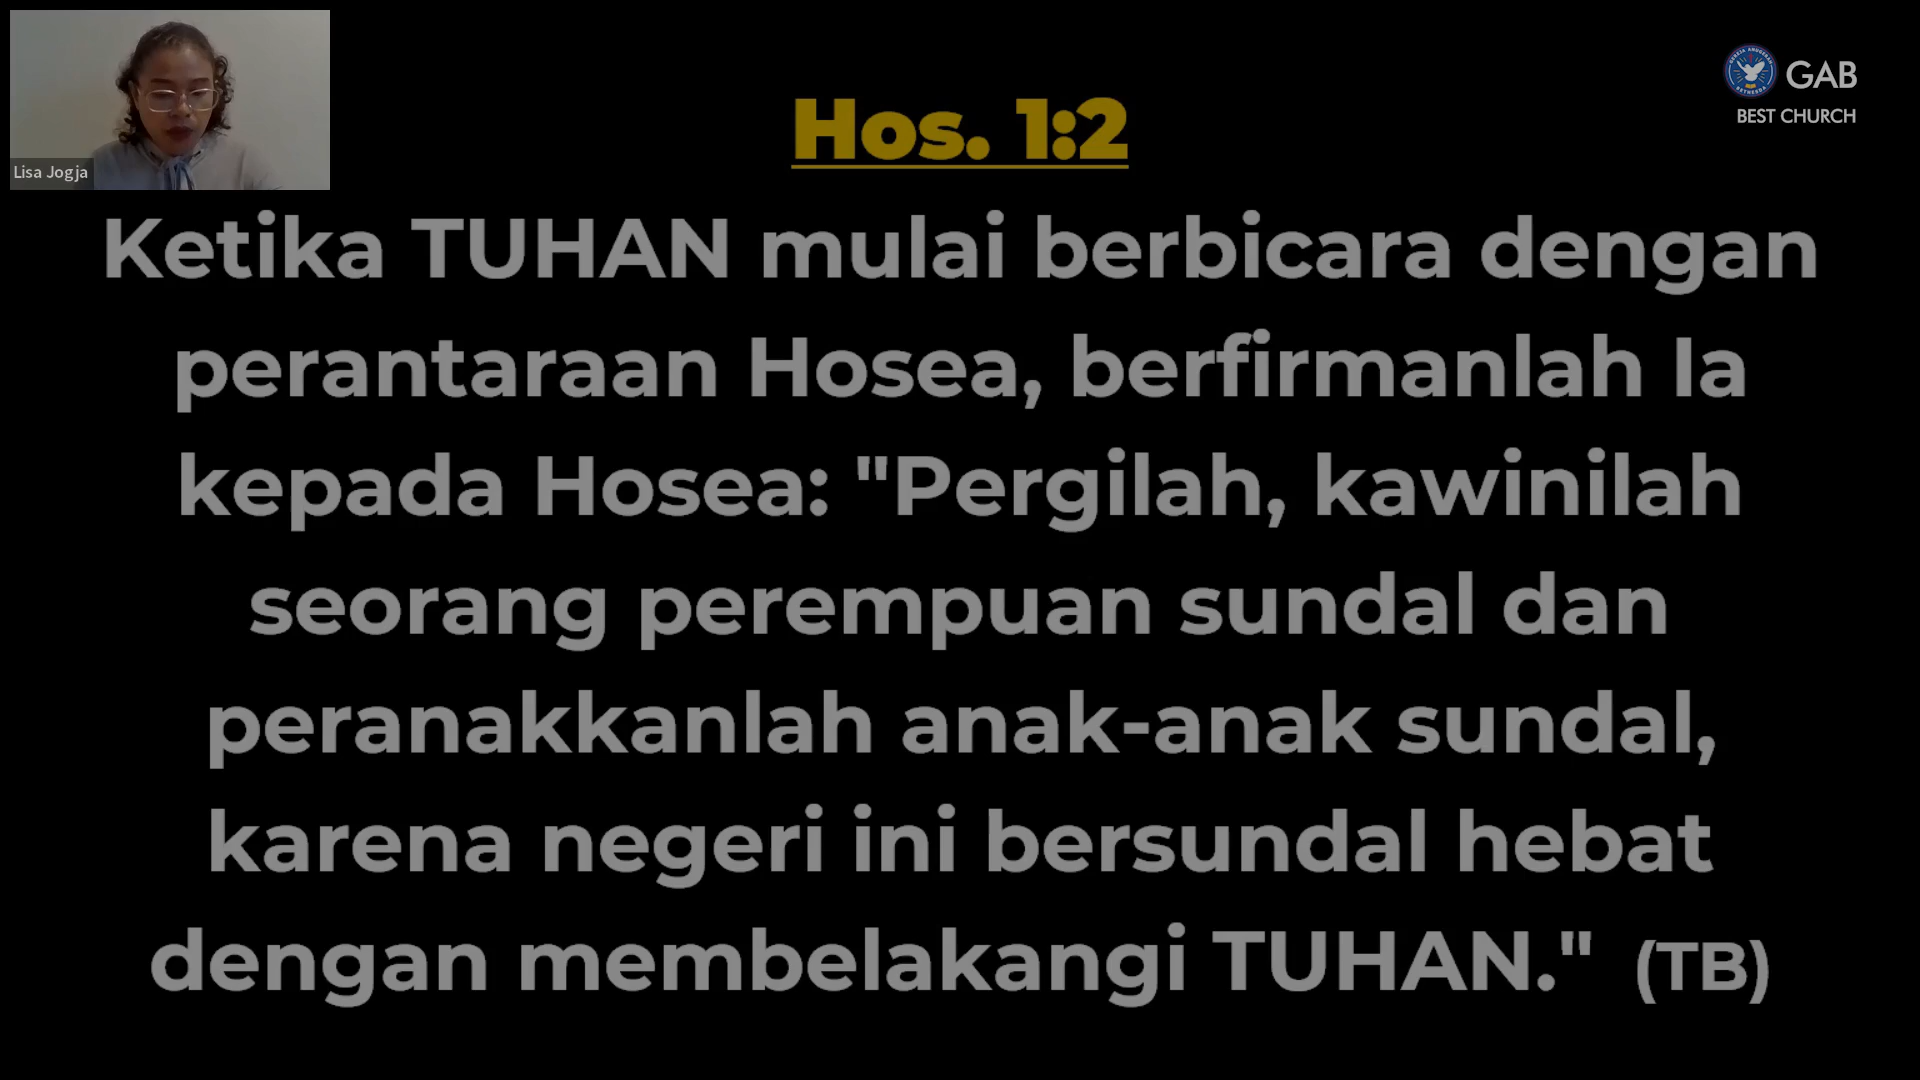 Lisa Jogja
GAB
BEST CHURCH
Hos. 1:2
Ketika TUHAN mulai berbicara dengan
perantaraan Hosea, berfirmanlah Ia
kepada Hosea: "Pergilah, kawinilah
seorang perempuan sundal dan
peranakkanlah anak-anak sundal,
karena negeri ini bersundal hebat
dengan membelakangi TUHAN." (TB)